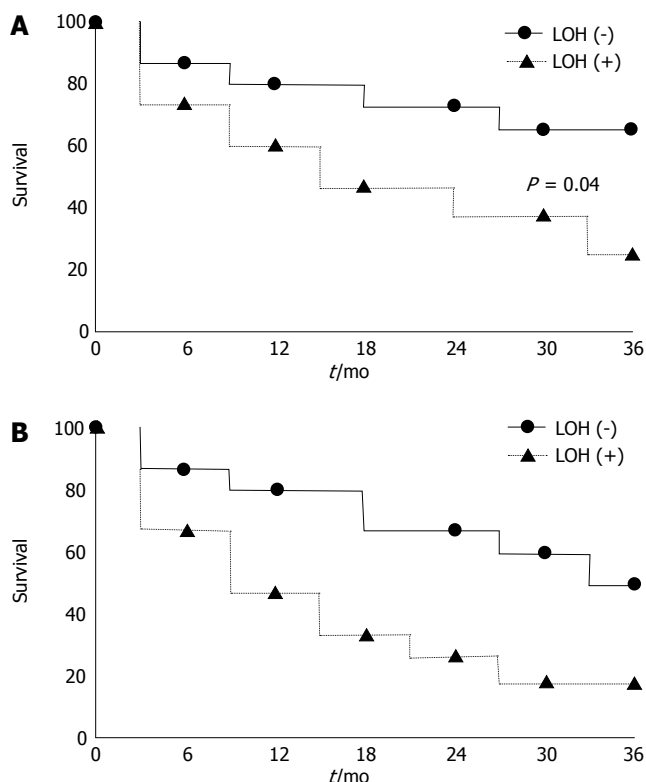 A
100
80
60
40
20
0
Survival
LOH (-)
LOH (+)
P = 0.04
0 6 12 18 24 30 36
t/mo
B
100
80
60
40
20
0
Survival
LOH (-)
LOH (+)
0 6 12 18 24 30 36
t/mo